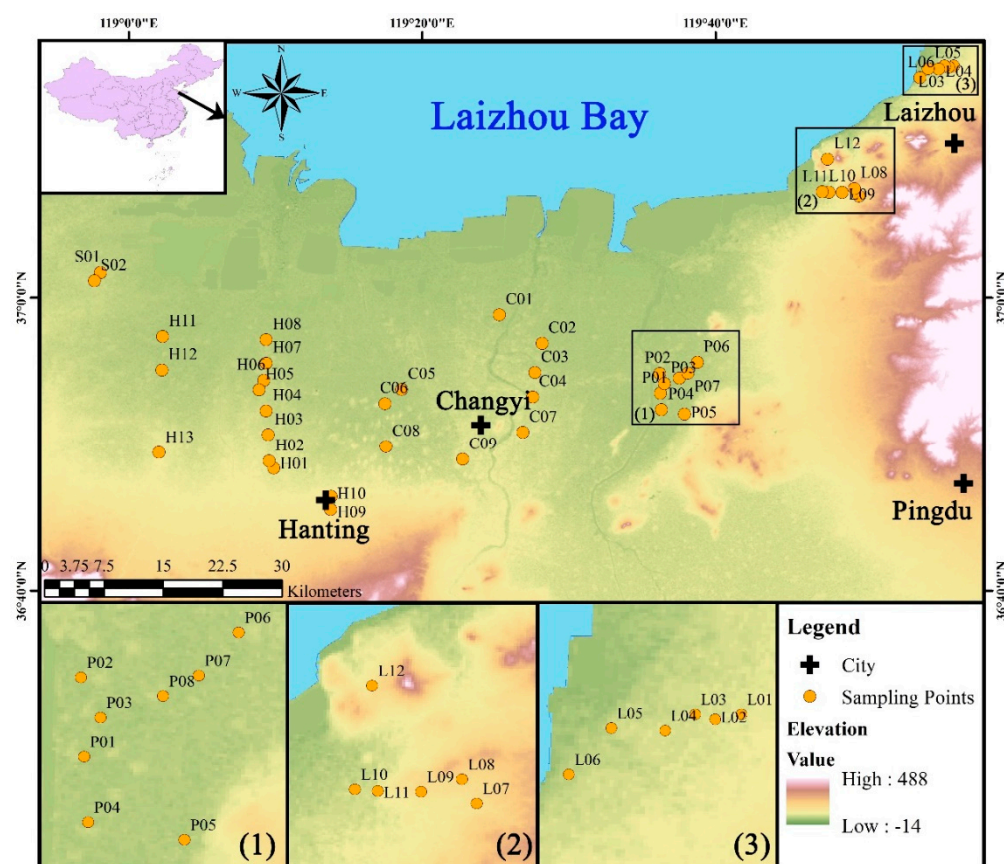 119°0'0"E
119°20'0"E
119°40'0"E
N
W
E
S
Laizhou Bay
L05
L06
L04
L03
(3)
Laizhou
L12
L11
L10
L08
L09
(2)
S01
S02
37°0'0"N
37°0'0"N
H11
H12
H13
H08
H07
H06
H05
H04
H03
H02
H01
H10
H09
Hanting
C01
C02
C03
C04
C05
C06
C07
C08
C09
Changyi
P06
P02
P03
P01
P07
P04
P05
(1)
Pingdu
36°40'0"N
36°40'0"N
0 3.75 7.5 15 22.5 30
Kilometers
P06
P02
P07
P08
P03
P01
P04
P05
(1)
L12
L08
L10
L09
L11
L07
(2)
L03
L01
L05
L04
L02
L06
(3)
Legend
City
Sampling Points
Elevation
Value
High : 488
Low : -14